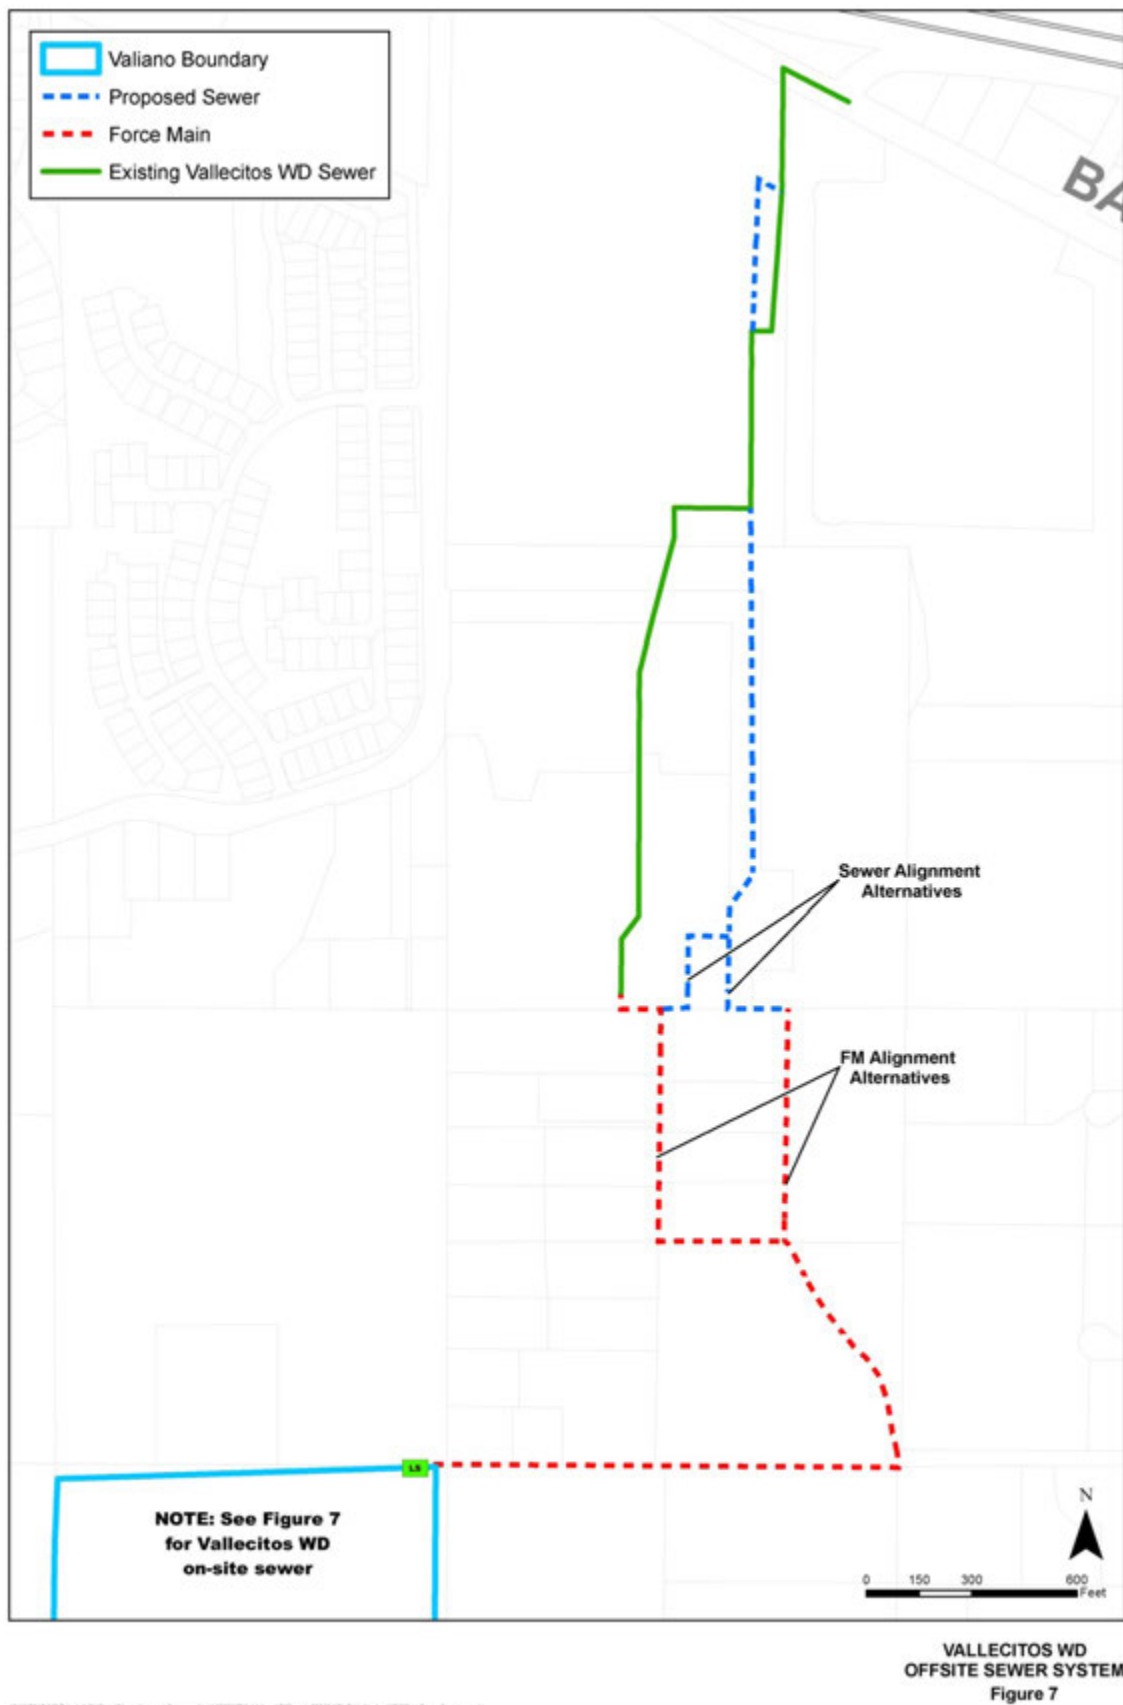 Valiano Boundary
Proposed Sewer
Force Main
Existing Vallecitos WD Sewer
BA
Sewer Alignment
Alternatives
FM Alignment
Alternatives
LS
NOTE: See Figure 7
for Vallecitos WD
on-site sewer
N
0 150 300 600
Feet
VALLECITOS WD
OFFSITE SEWER SYSTEM
Figure 7